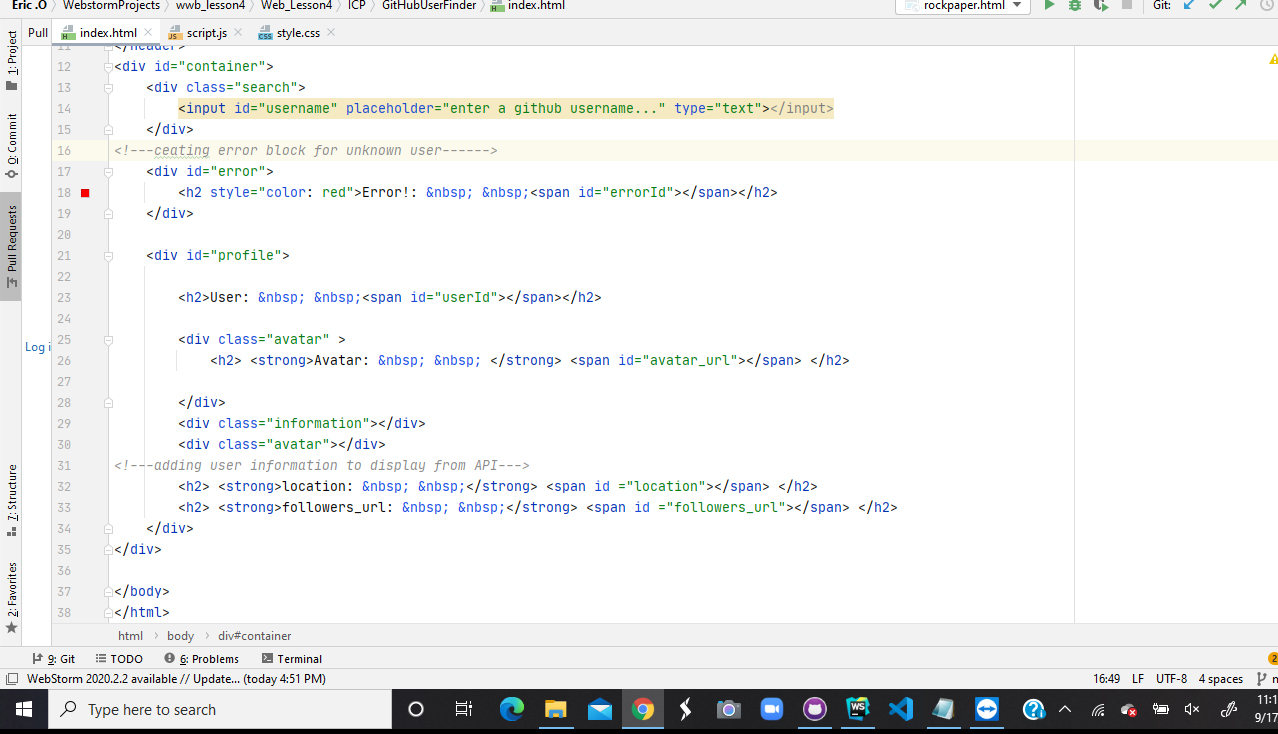 Eric .O WebstormProjects wwb_lesson4 Web_Lesson4 ICP GitHubUserFinder index.html rockpaper.html Git:
Pull index.html script.js style.css
1: Project
0: Commit
Pull Requests
7: Structure
2: Favorites
Log i
11 </header>
12 <div id="container">
13 <div class="search">
14 <input id="username" placeholder="enter a github username..." type="text"></input>
15 </div>
16 <!---ceating error block for unknown user------>
17 <div id="error">
18 <h2 style="color: red">Error!: &nbsp; &nbsp;<span id="errorId"></span></h2>
19 </div>
20
21 <div id="profile">
22
23 <h2>User: &nbsp; &nbsp;<span id="userId"></span></h2>
24
25 <div class="avatar" >
26 <h2> <strong>Avatar: &nbsp; &nbsp; </strong> <span id="avatar_url"></span> </h2>
27
28 </div>
29 <div class="information"></div>
30 <div class="avatar"></div>
31 <!---adding user information to display from API--->
32 <h2> <strong>location: &nbsp; &nbsp;</strong> <span id ="location"></span> </h2>
33 <h2> <strong>followers_url: &nbsp; &nbsp;</strong> <span id ="followers_url"></span> </h2>
34 </div>
35 </div>
36
37 </body>
38 </html>
html body div#container
9: Git TODO 6: Problems Terminal 2
WebStorm 2020.2.2 available // Update... (today 4:51 PM) 16:49 LF UTF-8 4 spaces
Type here to search WS 11:1
9/17